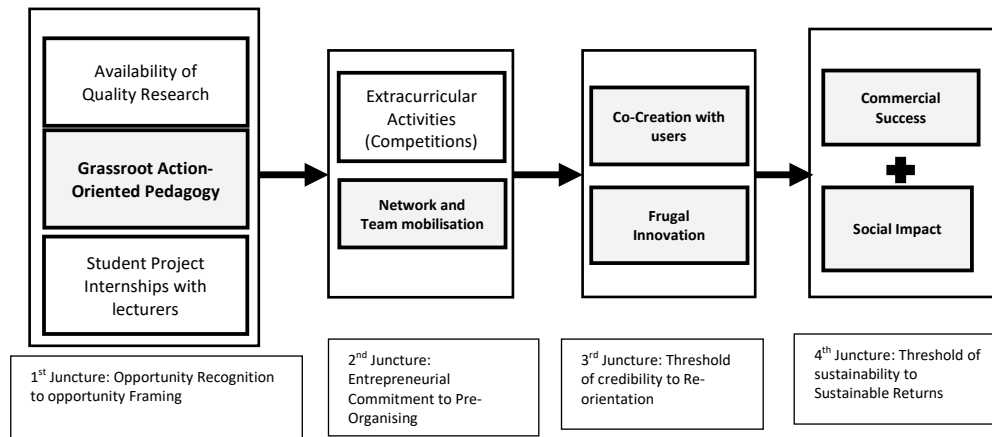 Availability of
Quality Research
Grassroot Action-
Oriented Pedagogy
Student Project
Internships with
lecturers
Extracurricular
Activities
(Competitions)
Network and
Team mobilisation
Co-Creation with
users
Frugal
Innovation
Commercial
Success
Social Impact
1st Juncture: Opportunity Recognition
to opportunity Framing
2nd Juncture:
Entrepreneurial
Commitment to Pre-
Organising
3rd Juncture: Threshold
of credibility to Re-
orientation
4th Juncture: Threshold of
sustainability to
Sustainable Returns